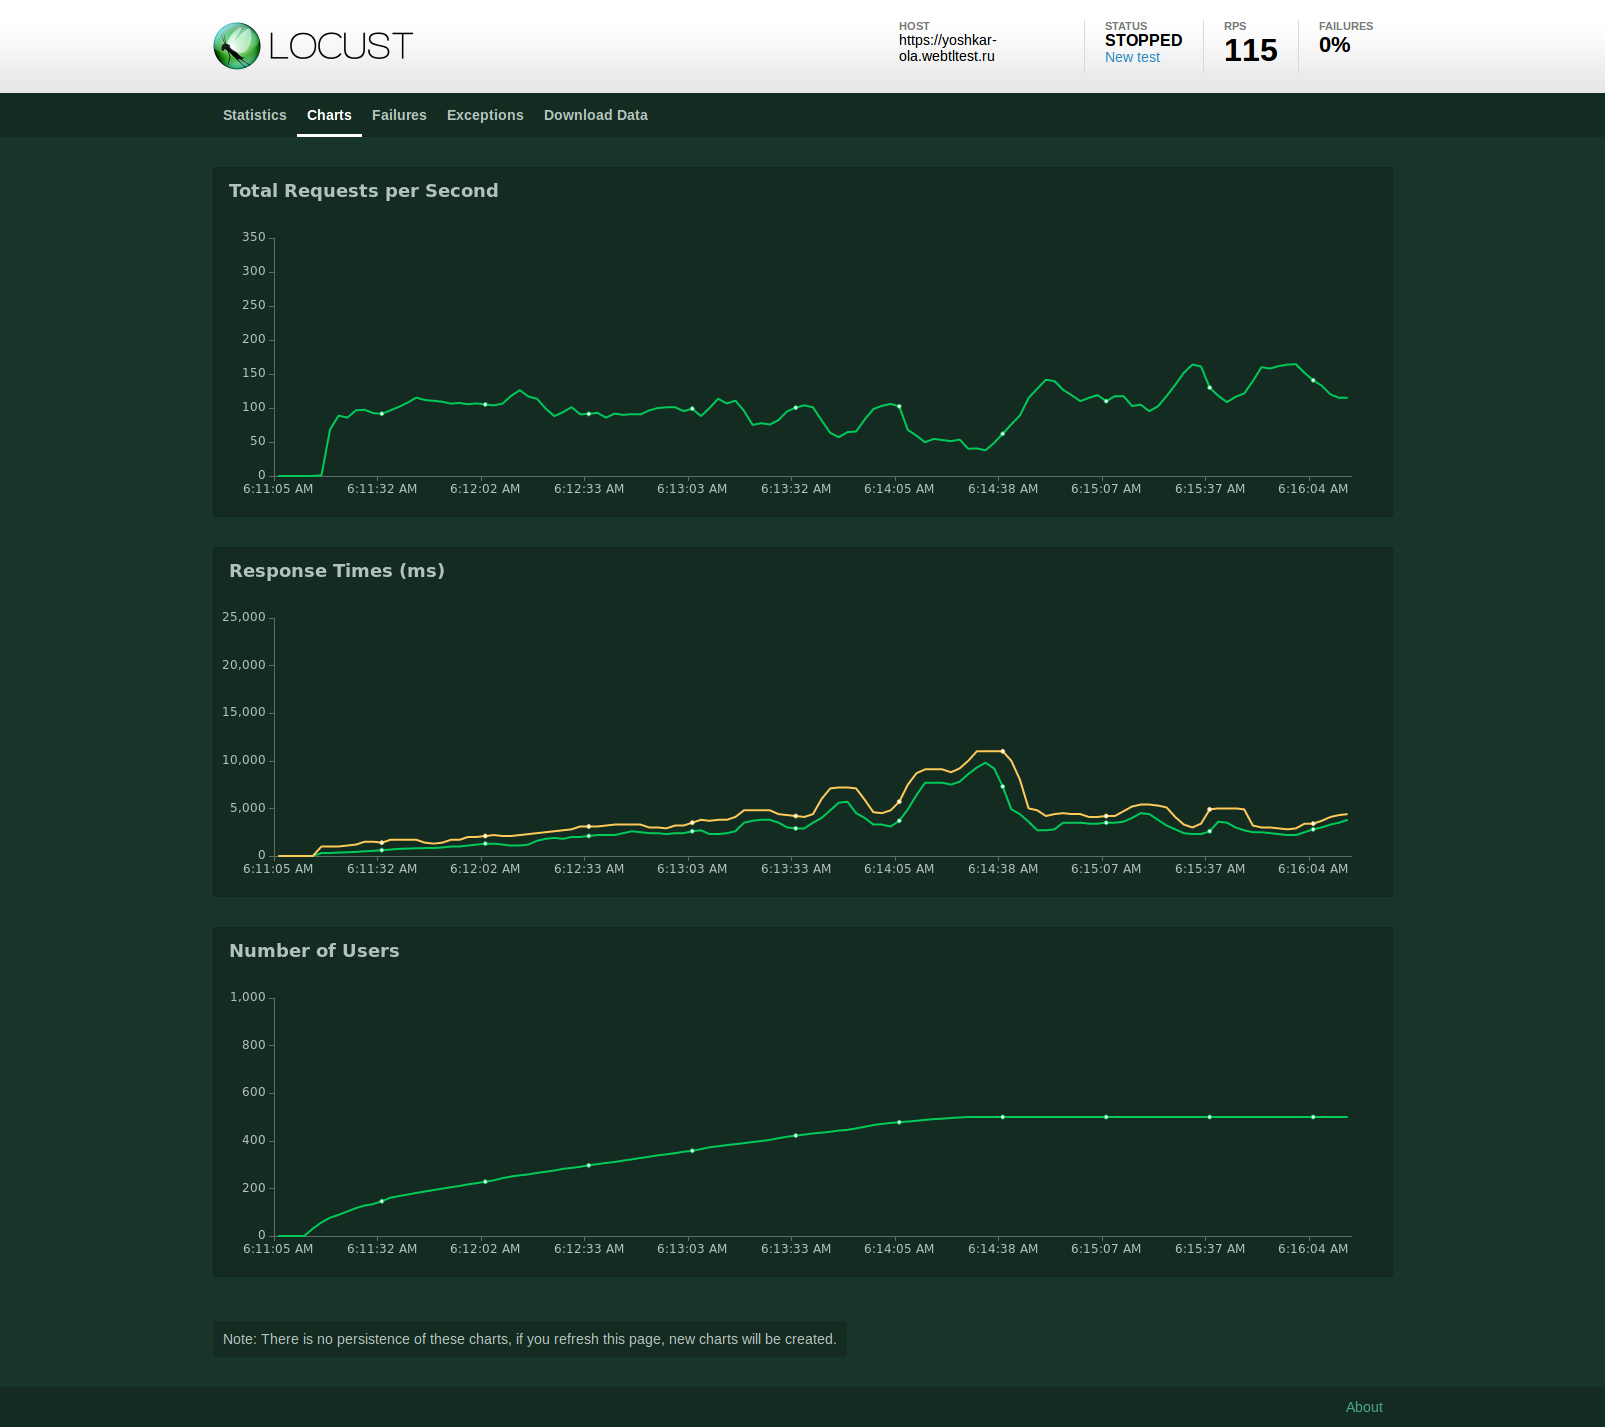 LOCUST
HOST
https://yoshkar-
ola.webtltest.ru
STATUS
STOPPED
New test
RPS
115
FAILURES
0%
Statistics Charts Failures Exceptions Download Data
Total Requests per Second
350
300
250
200
150
100
50
0
6:11:05 AM 6:11:32 AM 6:12:02 AM 6:12:33 AM 6:13:03 AM 6:13:32 AM 6:14:05 AM 6:14:38 AM 6:15:07 AM 6:15:37 AM 6:16:04 AM
Response Times (ms)
25,000
20,000
15,000
10,000
5,000
0
6:11:05 AM 6:11:32 AM 6:12:02 AM 6:12:33 AM 6:13:03 AM 6:13:33 AM 6:14:05 AM 6:14:38 AM 6:15:07 AM 6:15:37 AM 6:16:04 AM
Number of Users
1,000
800
600
400
200
0
6:11:05 AM 6:11:32 AM 6:12:02 AM 6:12:33 AM 6:13:03 AM 6:13:33 AM 6:14:05 AM 6:14:38 AM 6:15:07 AM 6:15:37 AM 6:16:04 AM
Note: There is no persistence of these charts, if you refresh this page, new charts will be created.
About